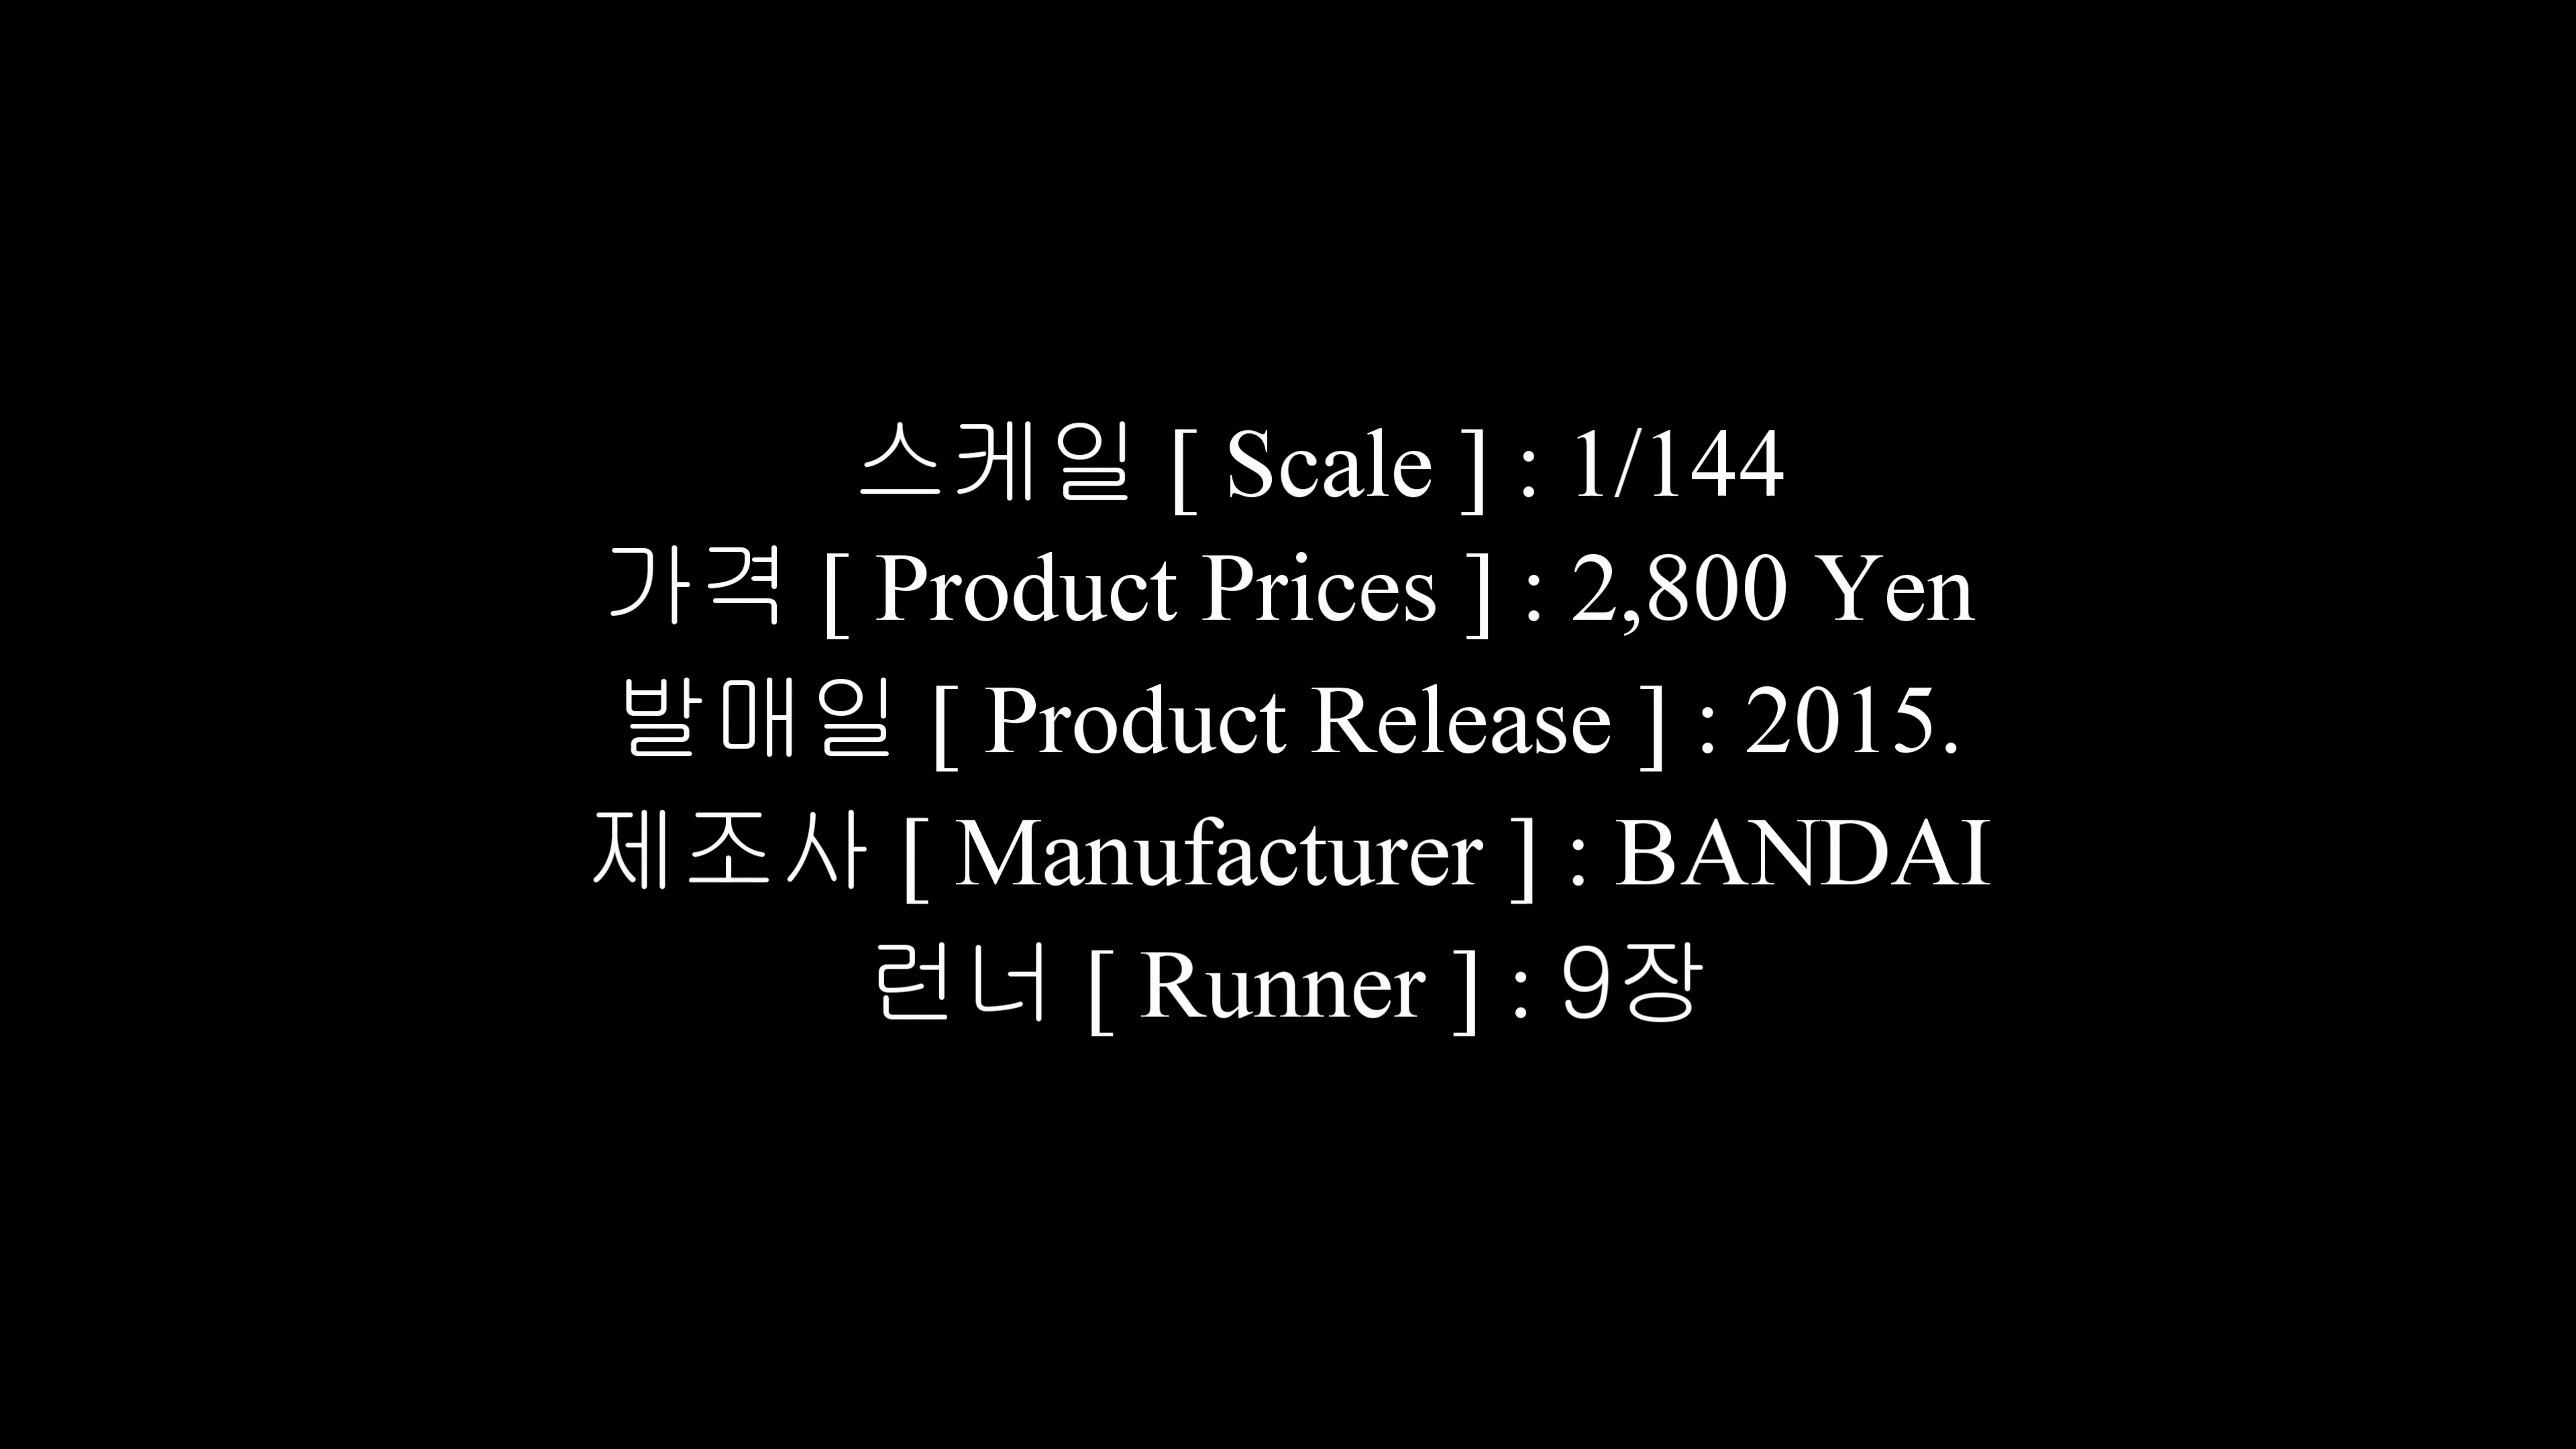 스케일 [ Scale ] : 1/144
가격 [ Product Prices ] : 2,800 Yen
발매일 [ Product Release ] : 2015.
제조사 [ Manufacturer ] : BANDAI
런너 [ Runner ] : 9장